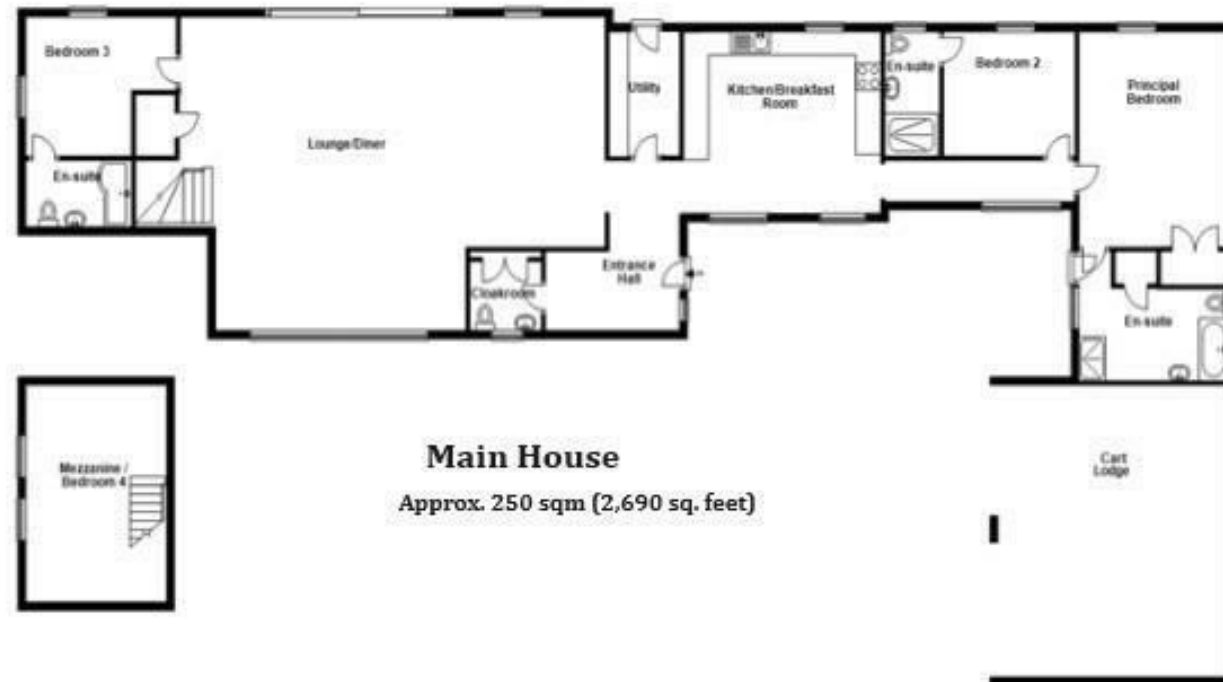 Bedroom 3
Lounge/Diner
Utility
Kitchen/Breakfast
Room
En-suite
Bedroom 2
Principal
Bedroom
En-suite
Entrance
Hall
Cloakroom
En-suite
Mezzanine /
Bedroom 4
Main House
Approx. 250 sqm (2,690 sq. feet)
Cart
Lodge